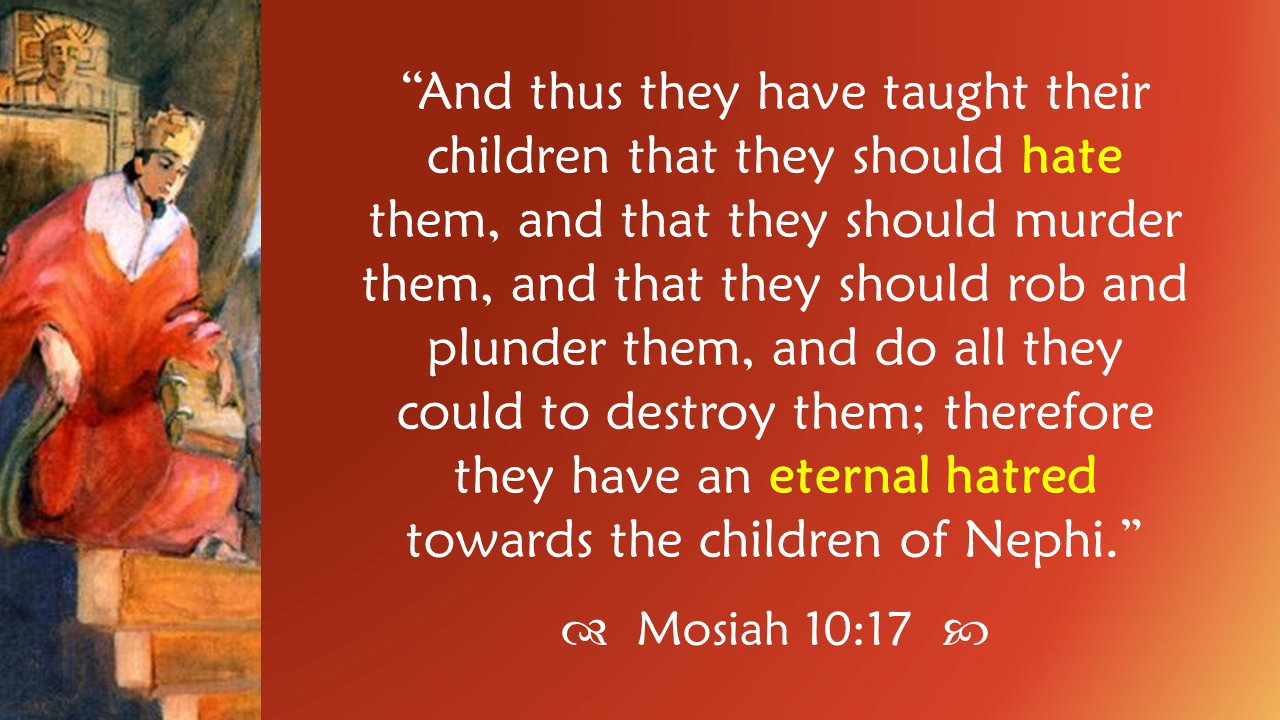 “And thus they have taught their
children that they should hate
them, and that they should murder
them, and that they should rob and
plunder them, and do all they
could to destroy them; therefore
they have an eternal hatred
towards the children of Nephi.”
Mosiah 10:17